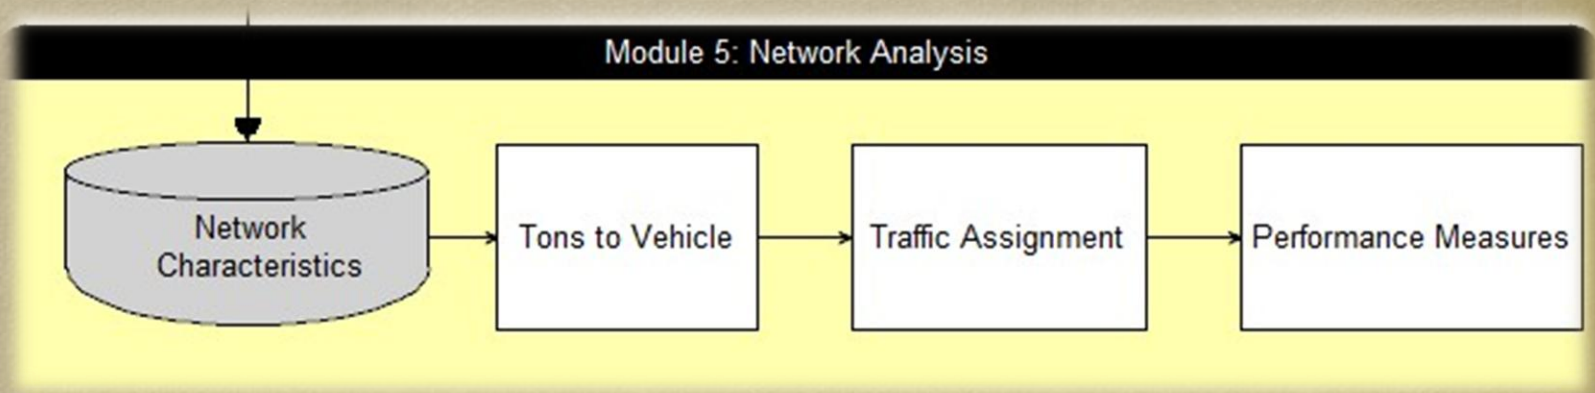 Module 5: Network Analysis
Network
Characteristics
Tons to Vehicle
Traffic Assignment
Performance Measures